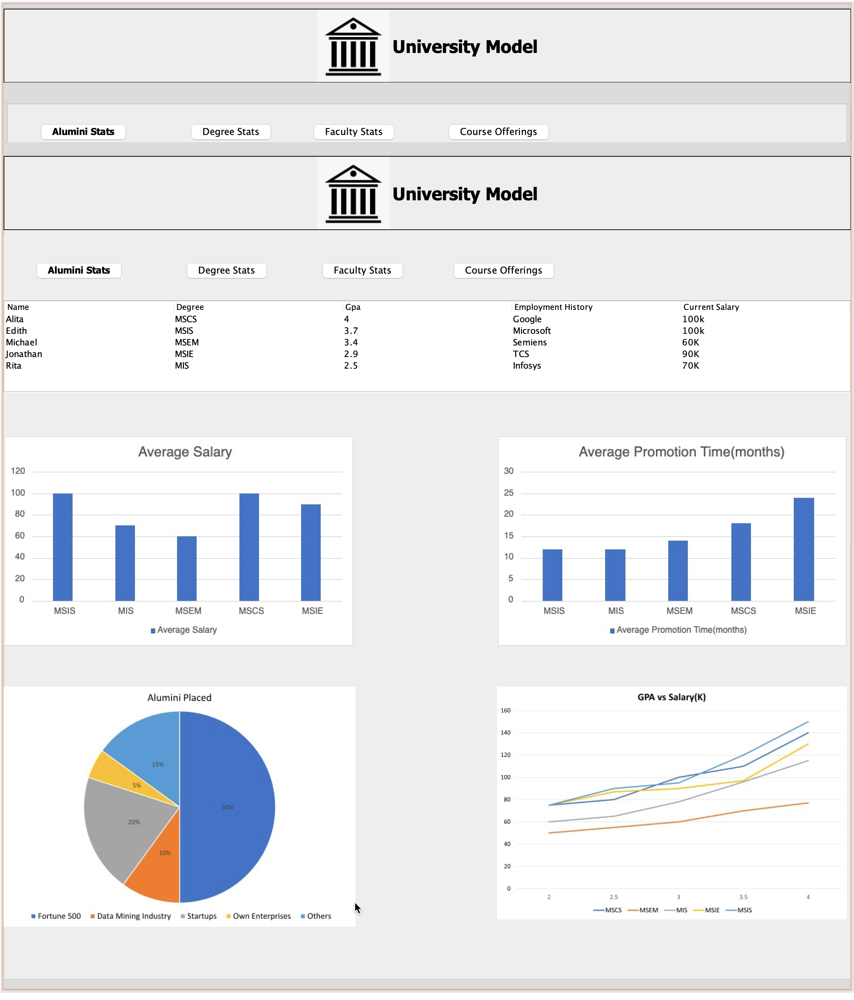 University Model
Alumini Stats Degree Stats Faculty Stats Course Offerings
University Model
Alumini Stats Degree Stats Faculty Stats Course Offerings
Name Degree Gpa Employment History Current Salary
Alita MSCS 4 Google 100k
Edith MSIS 3.7 Microsoft 100k
Michael MSEM 3.4 Semiens 60K
Jonathan MSIE 2.9 TCS 90K
Rita MIS 2.5 Infosys 70K
Average Salary
120
100
80
60
40
20
0
MSIS MIS MSEM MSCS MSIE
Average Salary
Average Promotion Time(months)
30
25
20
15
10
5
0
MSIS MIS MSEM MSCS MSIE
Average Promotion Time(months)
Alumini Placed
15%
5%
50%
20%
10%
Fortune 500 Data Mining Industry Startups Own Enterprises Others
GPA vs Salary(K)
160
140
120
100
80
60
40
20
0
2 2.5 3 3.5 4
MSCS MSEM MIS MSIE MSIS